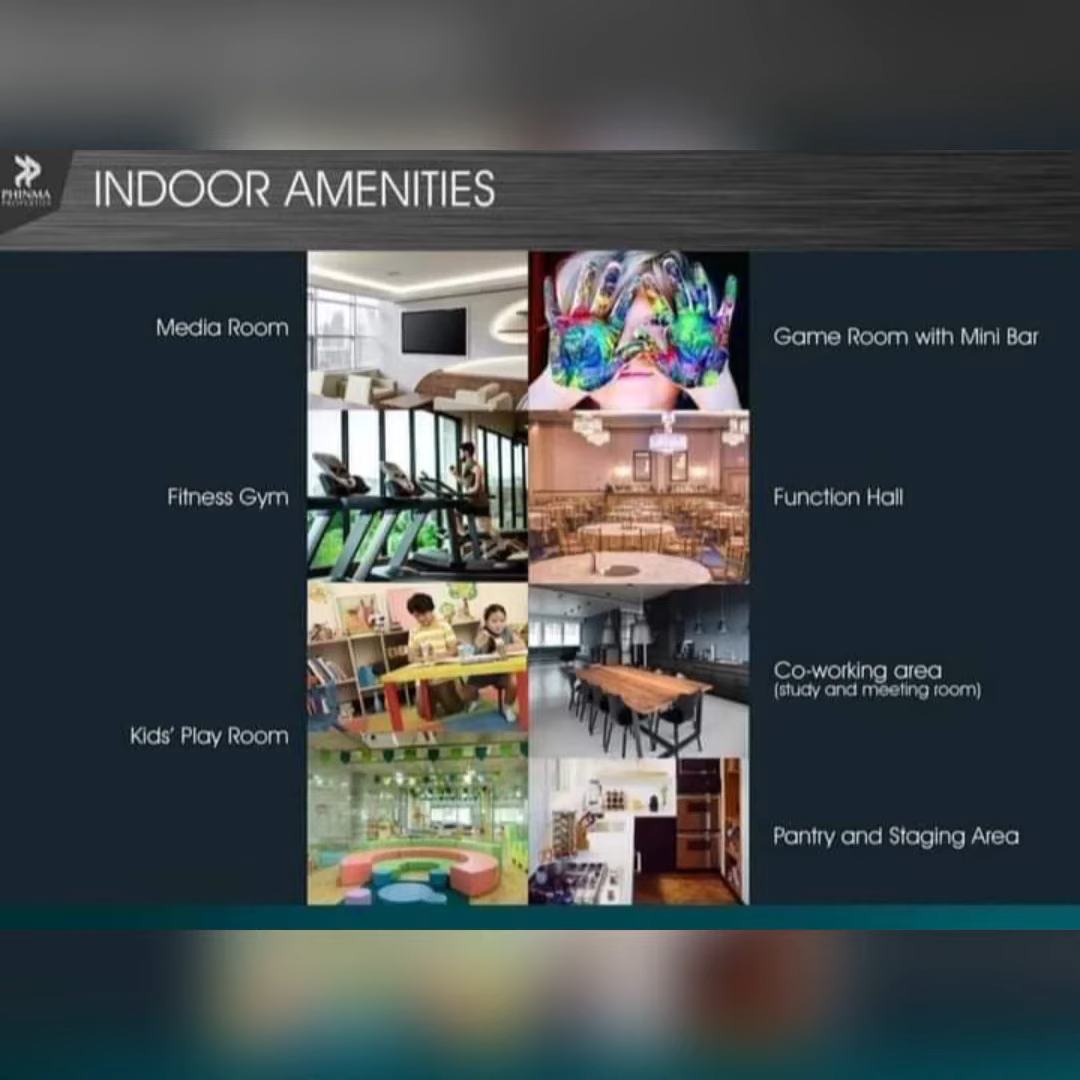 PHINMA
PROPERTIES
INDOOR AMENITIES
Media Room
Game Room with Mini Bar
Fitness Gym
Function Hall
Co-working area
(study and meeting room)
Kids' Play Room
Pantry and Staging Area